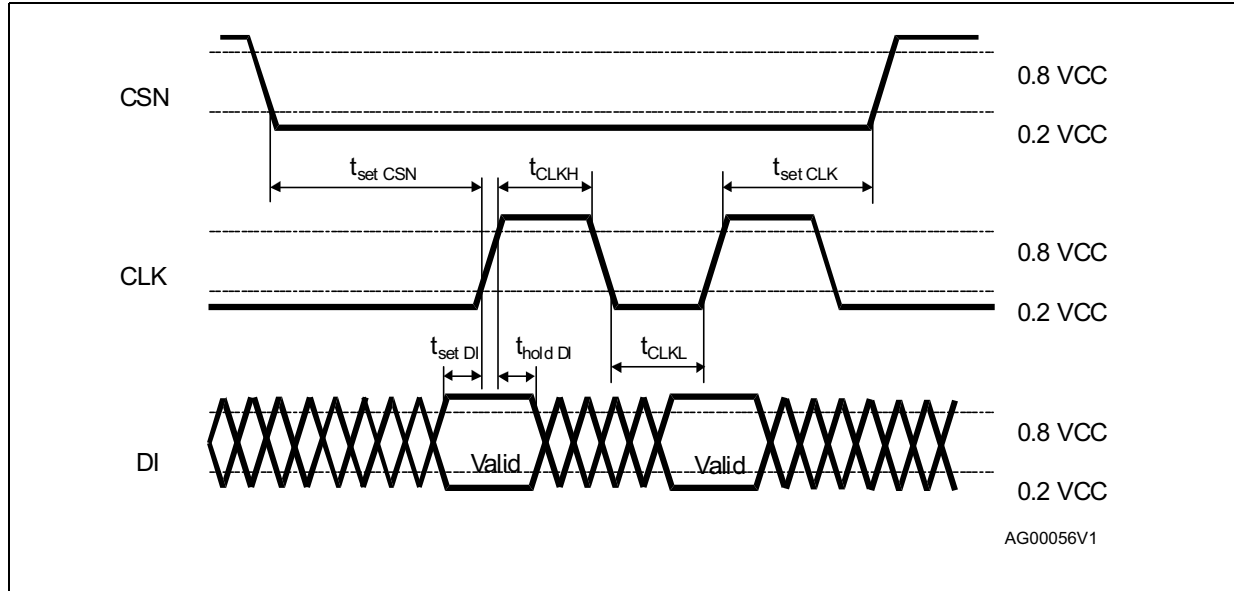 CSN
0.8 VCC
0.2 VCC
tset CSN
tCLKH
tset CLK
CLK
0.8 VCC
0.2 VCC
tset DI
thold DI
tCLKL
DI
Valid
Valid
0.8 VCC
0.2 VCC
AG00056V1